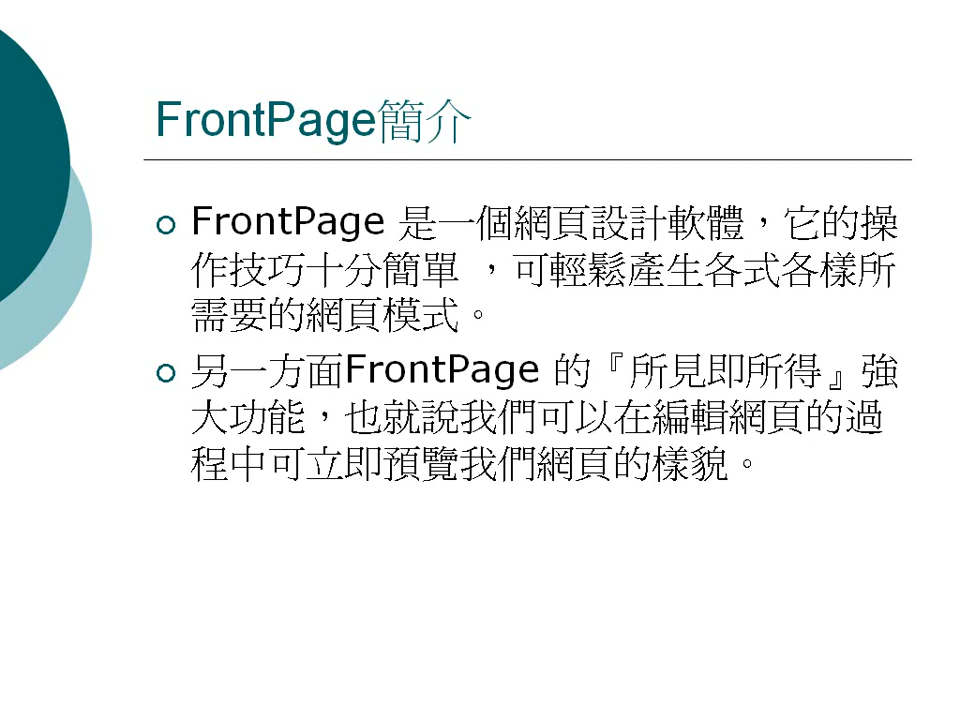 FrontPage簡介
FrontPage 是一個網頁設計軟體，它的操
作技巧十分簡單 ，可輕鬆產生各式各樣所
需要的網頁模式。
另一方面FrontPage 的『所見即所得』強
大功能，也就說我們可以在編輯網頁的過
程中可立即預覽我們網頁的樣貌。